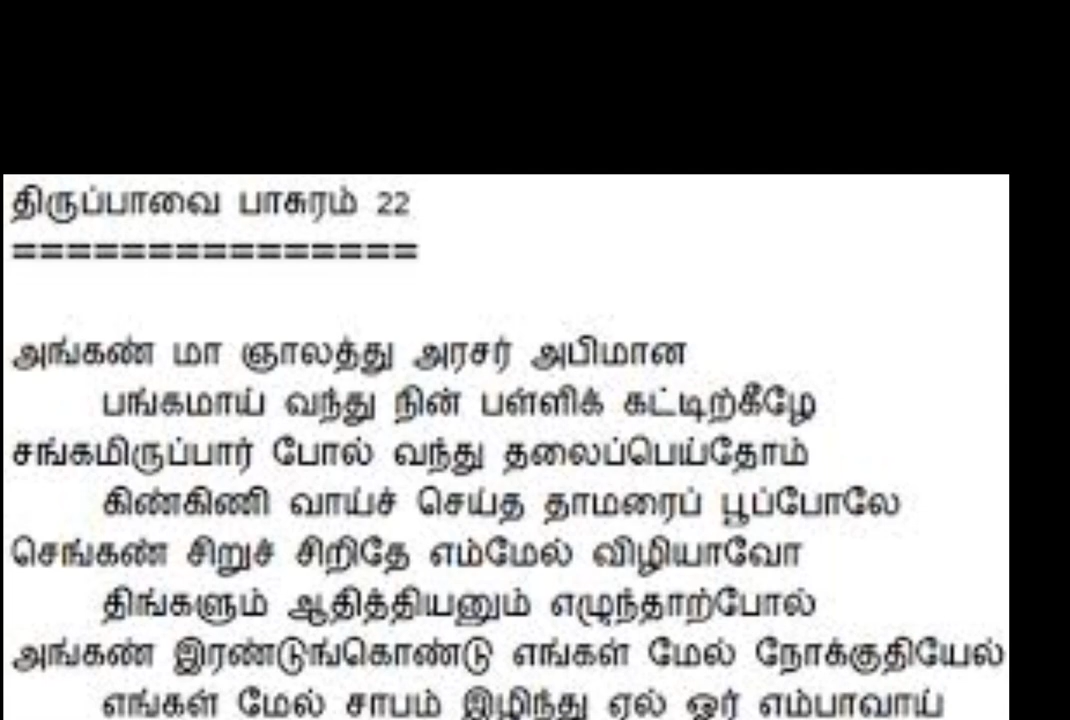 திருப்பாவை பாசுரம் 22
===============
அங்கண் மா ஞாலத்து அரசர் அபிமான
பங்கமாய் வந்து நின் பள்ளிக் கட்டிற்கீழே
சங்கமிருப்பார் போல் வந்து தலைப்பெய்தோம்
கிண்கிணி வாய்ச் செய்த தாமரைப் பூப்போலே
செங்கண் சிறுச் சிறிதே எம்மேல் விழியாவோ
திங்களும் ஆதித்தியனும் எழுந்தாற்போல்
அங்கண் இரண்டுங்கொண்டு எங்கள் மேல் நோக்குதியேல்
எங்கள் மேல் சாபம் இழிந்து ஏல் ஓர் எம்பாவாய்